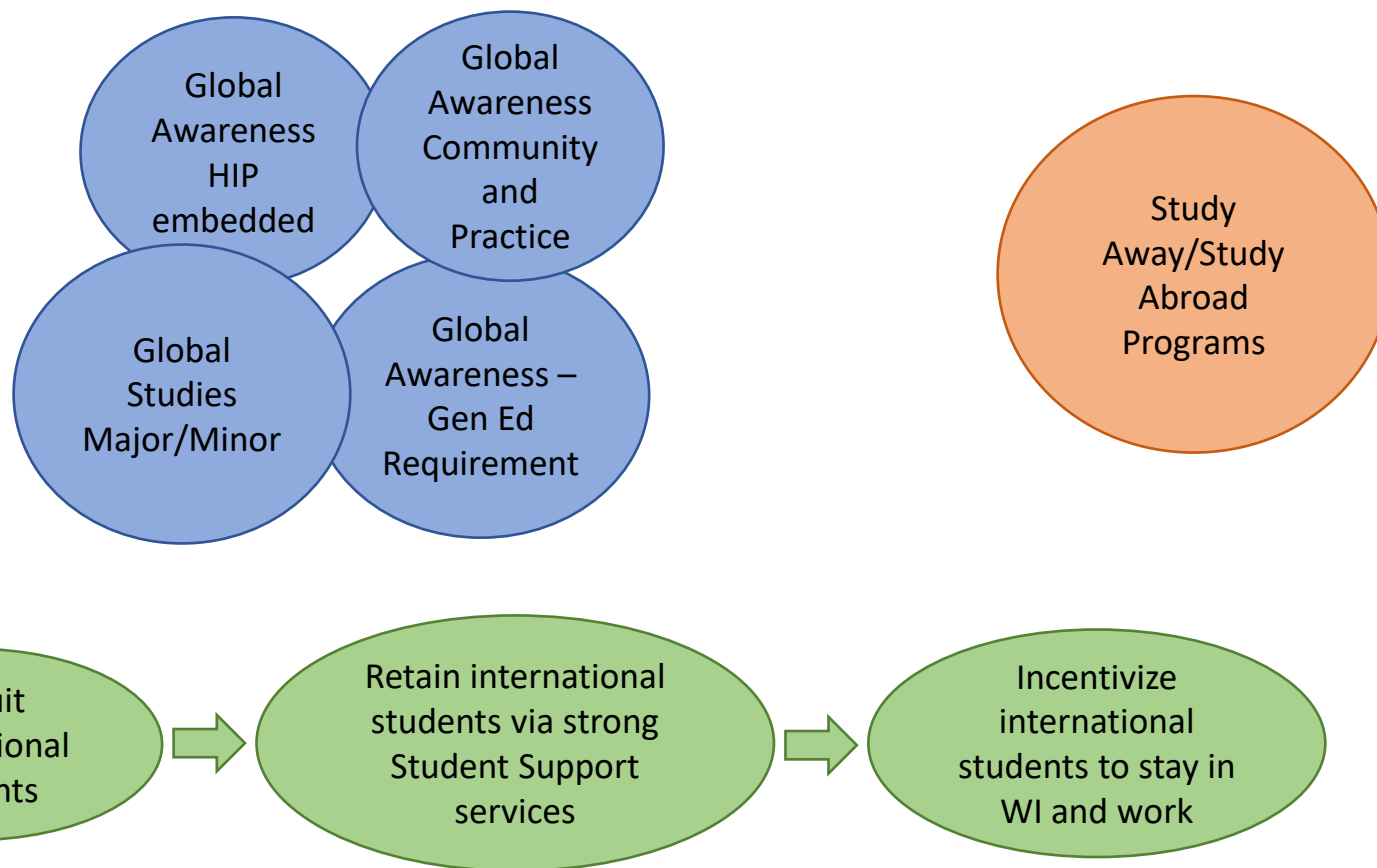 Global
Awareness
HIP
embedded
Global
Awareness
Community
and
Practice
Global
Studies
Major/Minor
Global
Awareness –
Gen Ed
Requirement
Study
Away/Study
Abroad
Programs
Retain international
students via strong
Student Support
services
Incentivize
international
students to stay in
WI and work